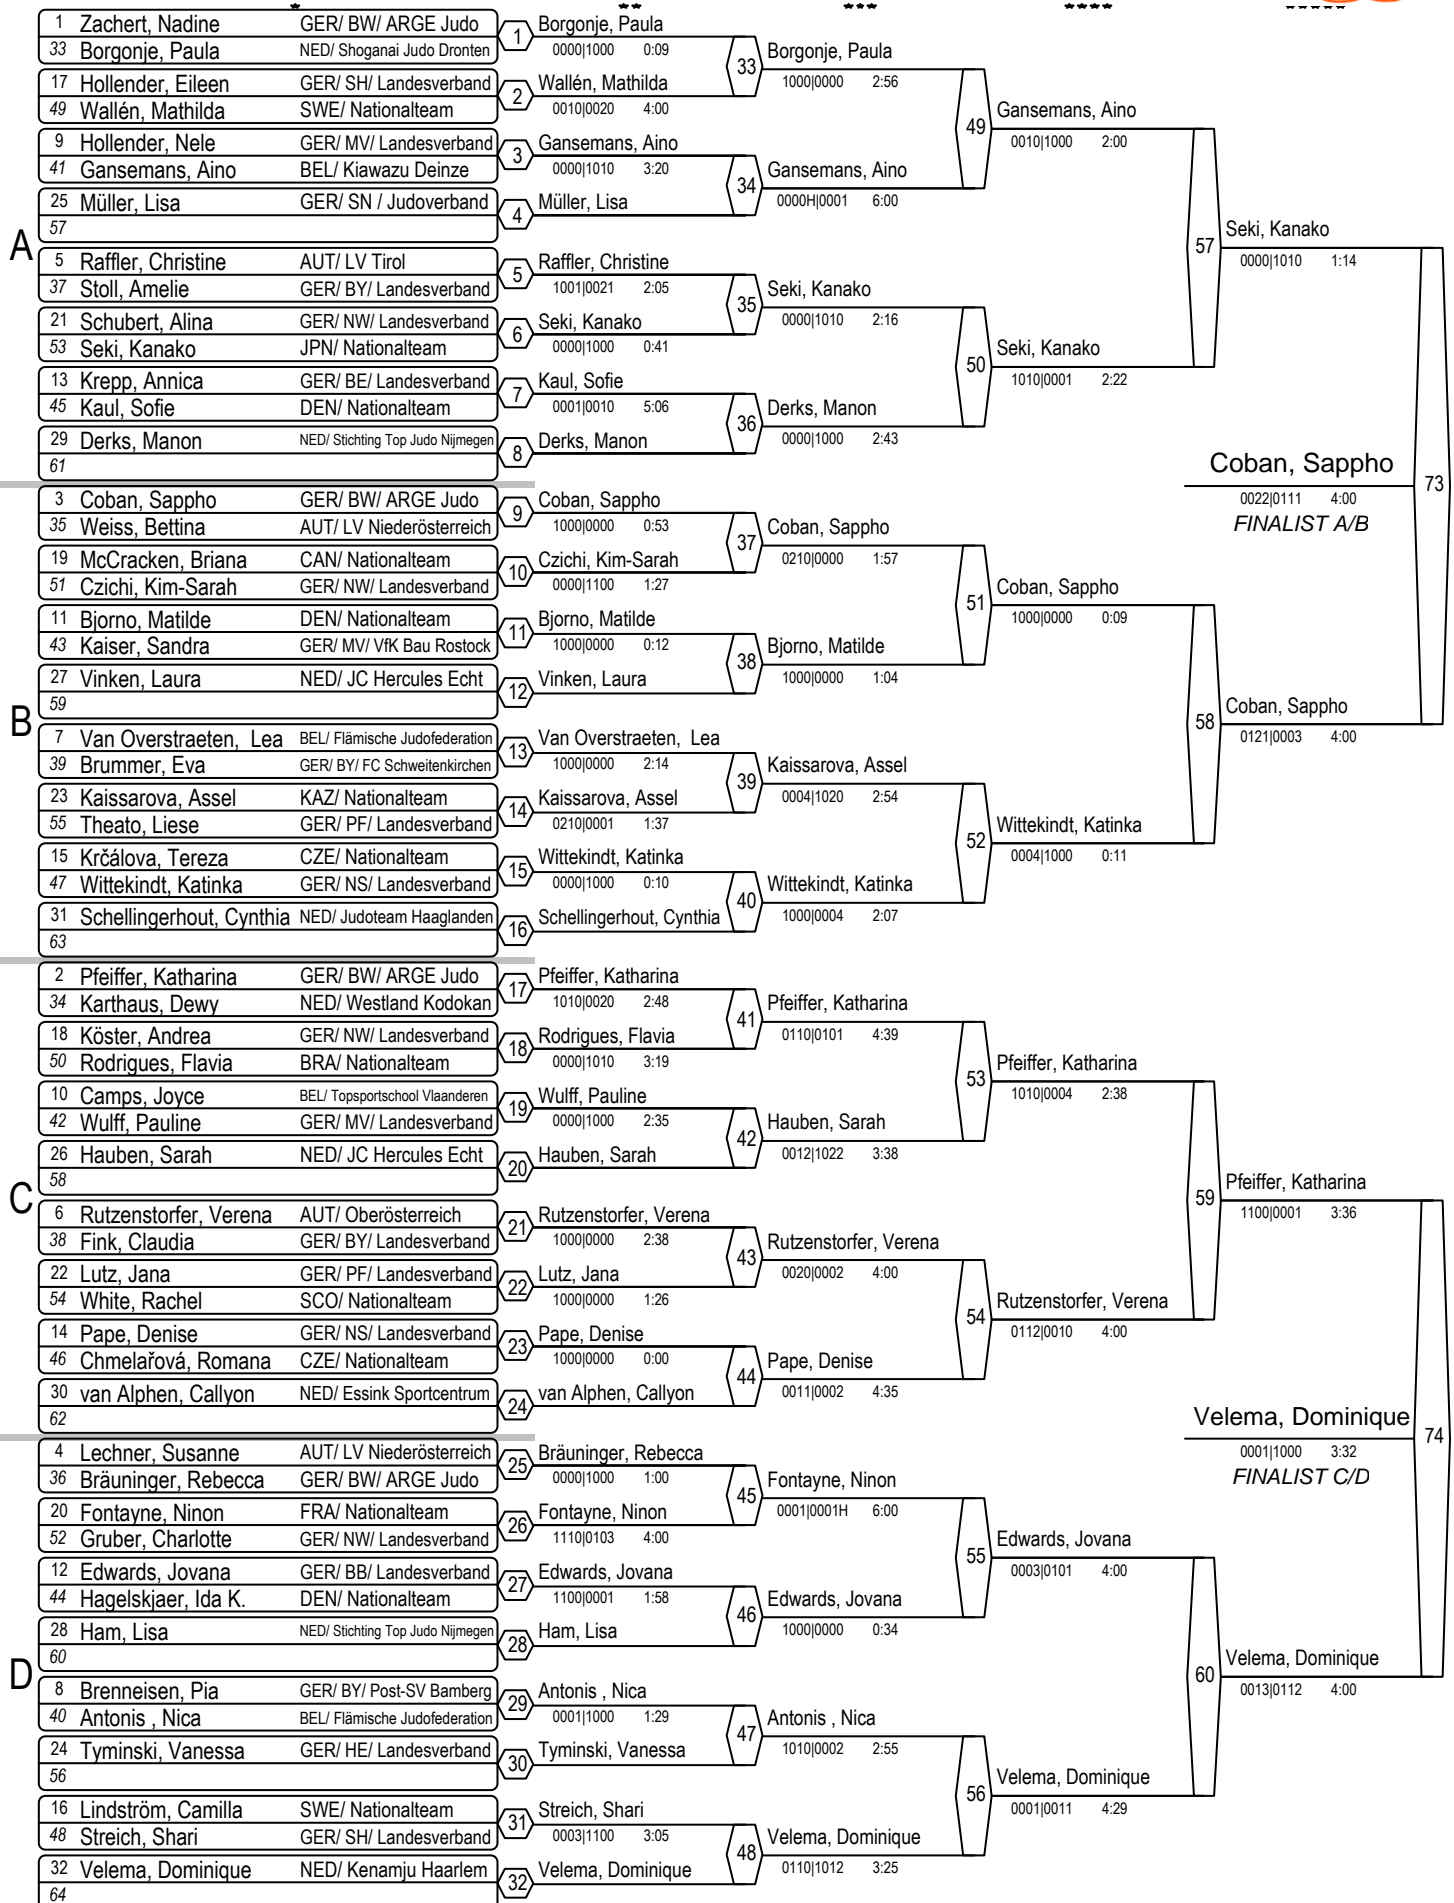 * ** *** **** *****
A
1 Zachert, Nadine GER/ BW/ ARGE Judo
33 Borgonje, Paula NED/ Shoganai Judo Dronten
17 Hollender, Eileen GER/ SH/ Landesverband
49 Wallén, Mathilda SWE/ Nationalteam
9 Hollender, Nele GER/ MV/ Landesverband
41 Gansemans, Aino BEL/ Kiawazu Deinze
25 Müller, Lisa GER/ SN / Judoverband
57
5 Raffler, Christine AUT/ LV Tirol
37 Stoll, Amelie GER/ BY/ Landesverband
21 Schubert, Alina GER/ NW/ Landesverband
53 Seki, Kanako JPN/ Nationalteam
13 Krepp, Annica GER/ BE/ Landesverband
45 Kaul, Sofie DEN/ Nationalteam
29 Derks, Manon NED/ Stichting Top Judo Nijmegen
61
B
3 Coban, Sappho GER/ BW/ ARGE Judo
35 Weiss, Bettina AUT/ LV Niederösterreich
19 McCracken, Briana CAN/ Nationalteam
51 Czichi, Kim-Sarah GER/ NW/ Landesverband
11 Bjorno, Matilde DEN/ Nationalteam
43 Kaiser, Sandra GER/ MV/ VfK Bau Rostock
27 Vinken, Laura NED/ JC Hercules Echt
59
7 Van Overstraeten, Lea BEL/ Flämische Judofederation
39 Brummer, Eva GER/ BY/ FC Schweitenkirchen
23 Kaissarova, Assel KAZ/ Nationalteam
55 Theato, Liese GER/ PF/ Landesverband
15 Krčálova, Tereza CZE/ Nationalteam
47 Wittekindt, Katinka GER/ NS/ Landesverband
31 Schellingerhout, Cynthia NED/ Judoteam Haaglanden
63
C
2 Pfeiffer, Katharina GER/ BW/ ARGE Judo
34 Karthaus, Dewy NED/ Westland Kodokan
18 Köster, Andrea GER/ NW/ Landesverband
50 Rodrigues, Flavia BRA/ Nationalteam
10 Camps, Joyce BEL/ Topsportschool Vlaanderen
42 Wulff, Pauline GER/ MV/ Landesverband
26 Hauben, Sarah NED/ JC Hercules Echt
58
6 Rutzenstorfer, Verena AUT/ Oberösterreich
38 Fink, Claudia GER/ BY/ Landesverband
22 Lutz, Jana GER/ PF/ Landesverband
54 White, Rachel SCO/ Nationalteam
14 Pape, Denise GER/ NS/ Landesverband
46 Chmelařová, Romana CZE/ Nationalteam
30 van Alphen, Callyon NED/ Essink Sportcentrum
62
D
4 Lechner, Susanne AUT/ LV Niederösterreich
36 Bräuninger, Rebecca GER/ BW/ ARGE Judo
20 Fontayne, Ninon FRA/ Nationalteam
52 Gruber, Charlotte GER/ NW/ Landesverband
12 Edwards, Jovana GER/ BB/ Landesverband
44 Hagelskjaer, Ida K. DEN/ Nationalteam
28 Ham, Lisa NED/ Stichting Top Judo Nijmegen
60
8 Brenneisen, Pia GER/ BY/ Post-SV Bamberg
40 Antonis , Nica BEL/ Flämische Judofederation
24 Tyminski, Vanessa GER/ HE/ Landesverband
56
16 Lindström, Camilla SWE/ Nationalteam
48 Streich, Shari GER/ SH/ Landesverband
32 Velema, Dominique NED/ Kenamju Haarlem
64
1 Borgonje, Paula
0000|1000 0:09
2 Wallén, Mathilda
0010|0020 4:00
3 Gansemans, Aino
0000|1010 3:20
4 Müller, Lisa
5 Raffler, Christine
1001|0021 2:05
6 Seki, Kanako
0000|1000 0:41
7 Kaul, Sofie
0001|0010 5:06
8 Derks, Manon
9 Coban, Sappho
1000|0000 0:53
10 Czichi, Kim-Sarah
0000|1100 1:27
11 Bjorno, Matilde
1000|0000 0:12
12 Vinken, Laura
13 Van Overstraeten, Lea
1000|0000 2:14
14 Kaissarova, Assel
0210|0001 1:37
15 Wittekindt, Katinka
0000|1000 0:10
16 Schellingerhout, Cynthia
17 Pfeiffer, Katharina
1010|0020 2:48
18 Rodrigues, Flavia
0000|1010 3:19
19 Wulff, Pauline
0000|1000 2:35
20 Hauben, Sarah
21 Rutzenstorfer, Verena
1000|0000 2:38
22 Lutz, Jana
1000|0000 1:26
23 Pape, Denise
1000|0000 0:00
24 van Alphen, Callyon
25 Bräuninger, Rebecca
0000|1000 1:00
26 Fontayne, Ninon
1110|0103 4:00
27 Edwards, Jovana
1100|0001 1:58
28 Ham, Lisa
29 Antonis , Nica
0001|1000 1:29
30 Tyminski, Vanessa
31 Streich, Shari
0003|1100 3:05
32 Velema, Dominique
33 Borgonje, Paula
1000|0000 2:56
34 Gansemans, Aino
0000H|0001 6:00
35 Seki, Kanako
0000|1010 2:16
36 Derks, Manon
0000|1000 2:43
37 Coban, Sappho
0210|0000 1:57
38 Bjorno, Matilde
1000|0000 1:04
39 Kaissarova, Assel
0004|1020 2:54
40 Wittekindt, Katinka
1000|0004 2:07
41 Pfeiffer, Katharina
0110|0101 4:39
42 Hauben, Sarah
0012|1022 3:38
43 Rutzenstorfer, Verena
0020|0002 4:00
44 Pape, Denise
0011|0002 4:35
45 Fontayne, Ninon
0001|0001H 6:00
46 Edwards, Jovana
1000|0000 0:34
47 Antonis , Nica
1010|0002 2:55
48 Velema, Dominique
0110|1012 3:25
49 Gansemans, Aino
0010|1000 2:00
50 Seki, Kanako
1010|0001 2:22
51 Coban, Sappho
1000|0000 0:09
52 Wittekindt, Katinka
0004|1000 0:11
53 Pfeiffer, Katharina
1010|0004 2:38
54 Rutzenstorfer, Verena
0112|0010 4:00
55 Edwards, Jovana
0003|0101 4:00
56 Velema, Dominique
0001|0011 4:29
57 Seki, Kanako
0000|1010 1:14
58 Coban, Sappho
0121|0003 4:00
59 Pfeiffer, Katharina
1100|0001 3:36
60 Velema, Dominique
0013|0112 4:00
Coban, Sappho 73
0022|0111 4:00
FINALIST A/B
Velema, Dominique 74
0001|1000 3:32
FINALIST C/D